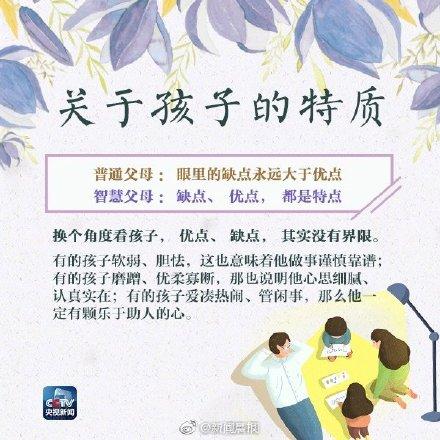 关于孩子的特质
普通父母：眼里的缺点永远大于优点
智慧父母：缺点、优点，都是特点
换个角度看孩子，优点、缺点，其实没有界限。
有的孩子软弱、胆怯，这也意味着他做事谨慎靠谱；
有的孩子磨蹭、优柔寡断，那也说明他心思细腻、
认真实在；有的孩子爱凑热闹、管闲事，那么他一
定有颗乐于助人的心。
CCTV
央视新闻
@新闻晨报